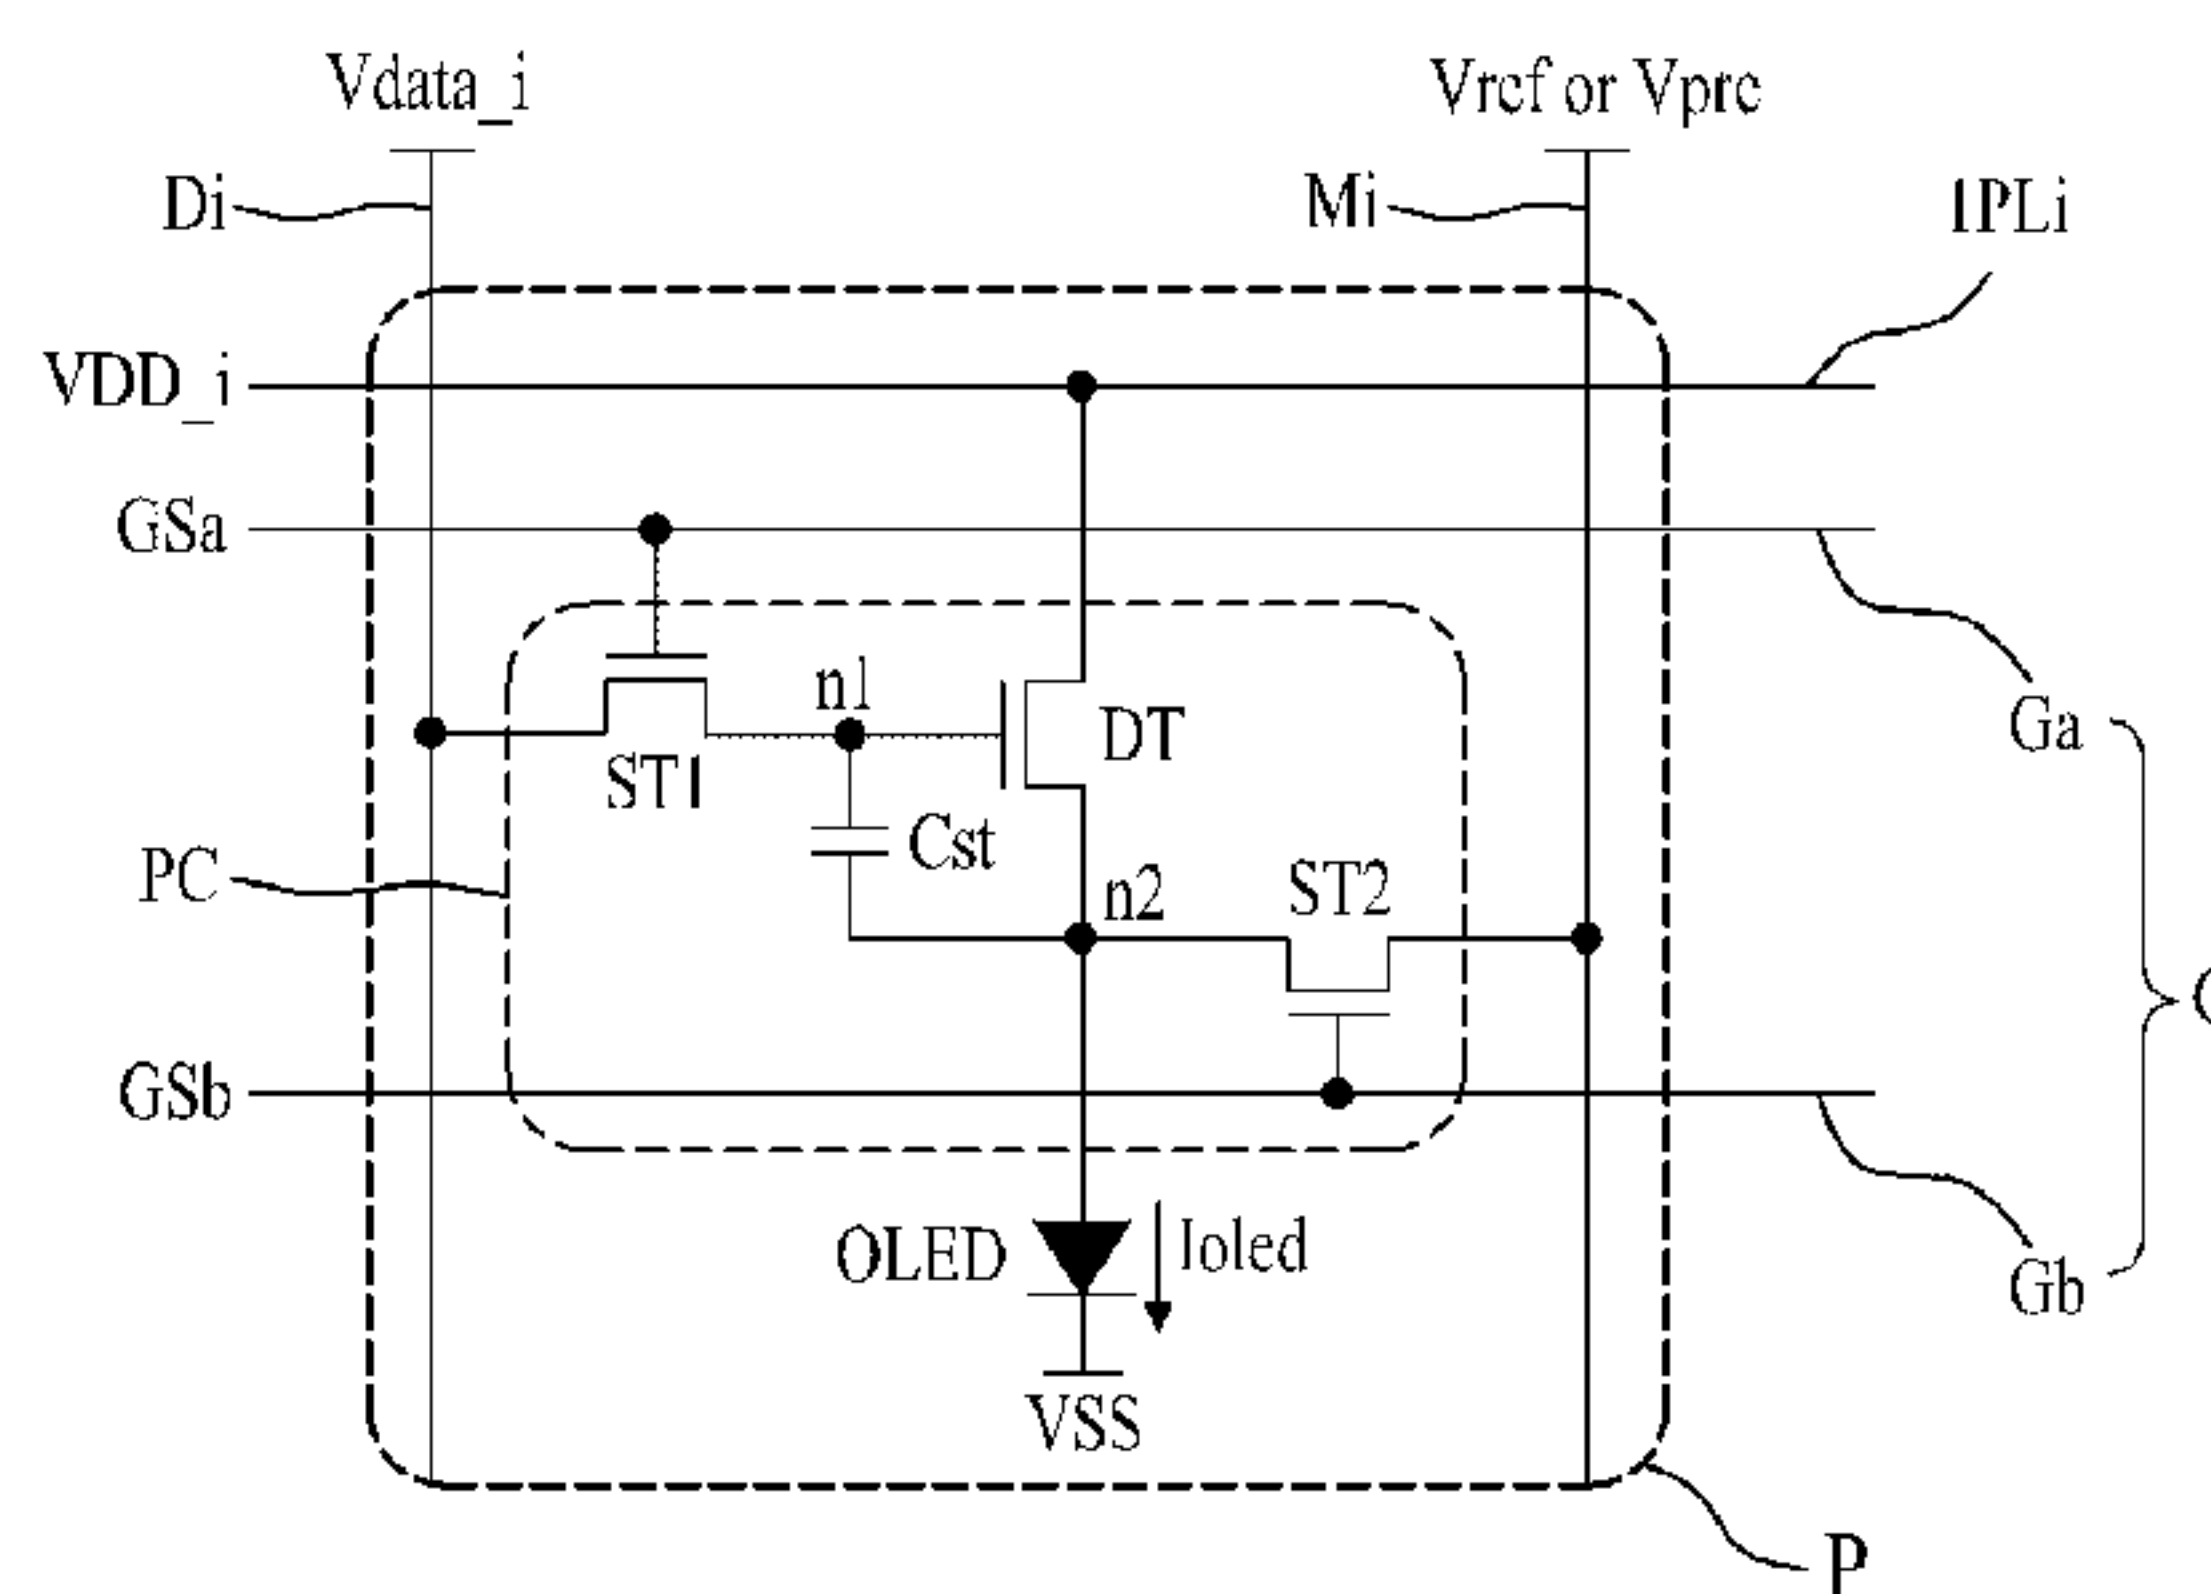 Vdata_i
Vref or Vpre
Di
Mi
IPLi
VDD_i
GSa
n1
DT
Ga
ST1
Cst
PC
n2
ST2
GSb
OLED
Ioled
Gb
VSS
P